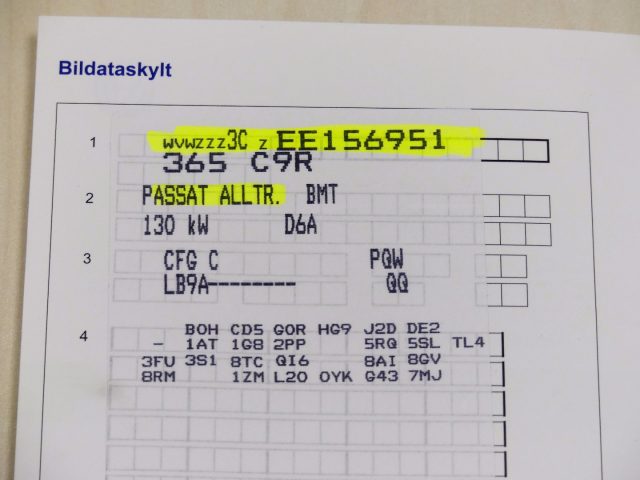 Bildataskylt
1 WVWZZZ3C Z EE156951
365 C9R
2 PASSAT ALLTR. BMT
130 kW D6A
3 CFG C PQW
LB9A-------- QQ
4 BOH CD5 GOR HG9 J2D DE2
- 1AT 1G8 2PP 5RQ 5SL TL4
3FU 3S1 8TC QI6 8AI 8GV
8RM 1ZM L2O OYK G43 7MJ